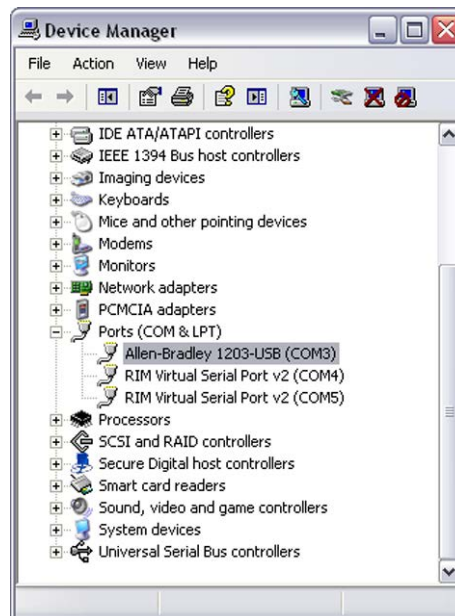 Device Manager
File Action View Help
IDE ATA/ATAPI controllers
IEEE 1394 Bus host controllers
Imaging devices
Keyboards
Mice and other pointing devices
Modems
Monitors
Network adapters
PCMCIA adapters
Ports (COM & LPT)
Allen-Bradley 1203-USB (COM3)
RIM Virtual Serial Port v2 (COM4)
RIM Virtual Serial Port v2 (COM5)
Processors
SCSI and RAID controllers
Secure Digital host controllers
Smart card readers
Sound, video and game controllers
System devices
Universal Serial Bus controllers